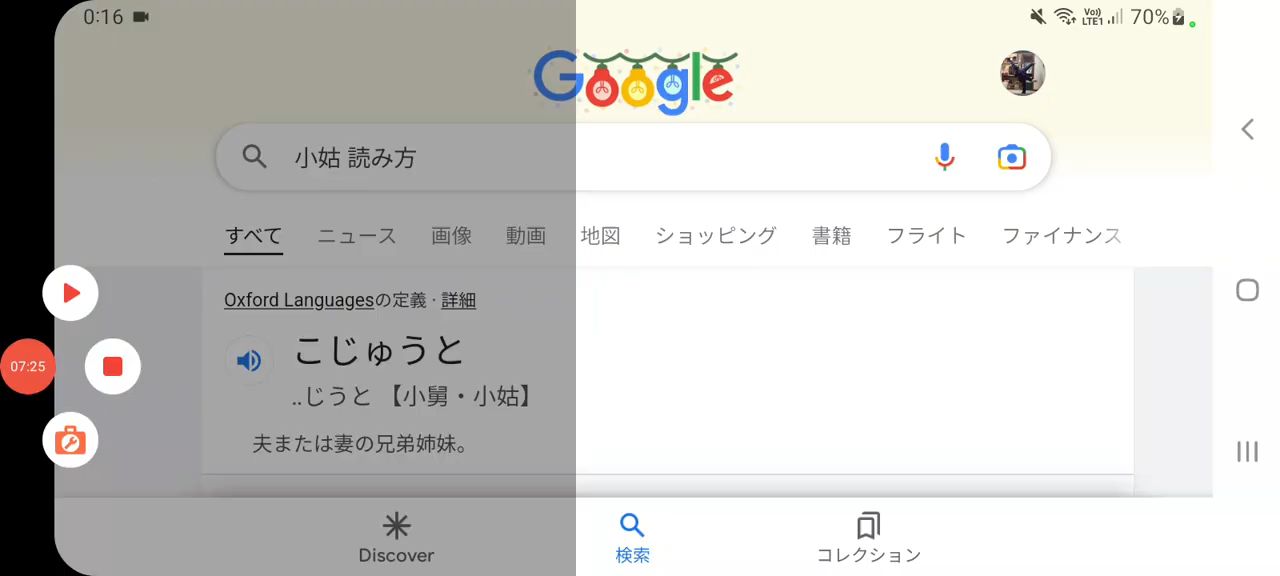 0:16
Vo))
LTE1
70%
Google
小姑 読み方
すべて ニュース 画像 動画 地図 ショッピング 書籍 フライト ファイナンス
Oxford Languagesの定義 · 詳細
こじゅうと
‥じうと 【小舅・小姑】
夫または妻の兄弟姉妹。
07:25
Discover 検索 コレクション